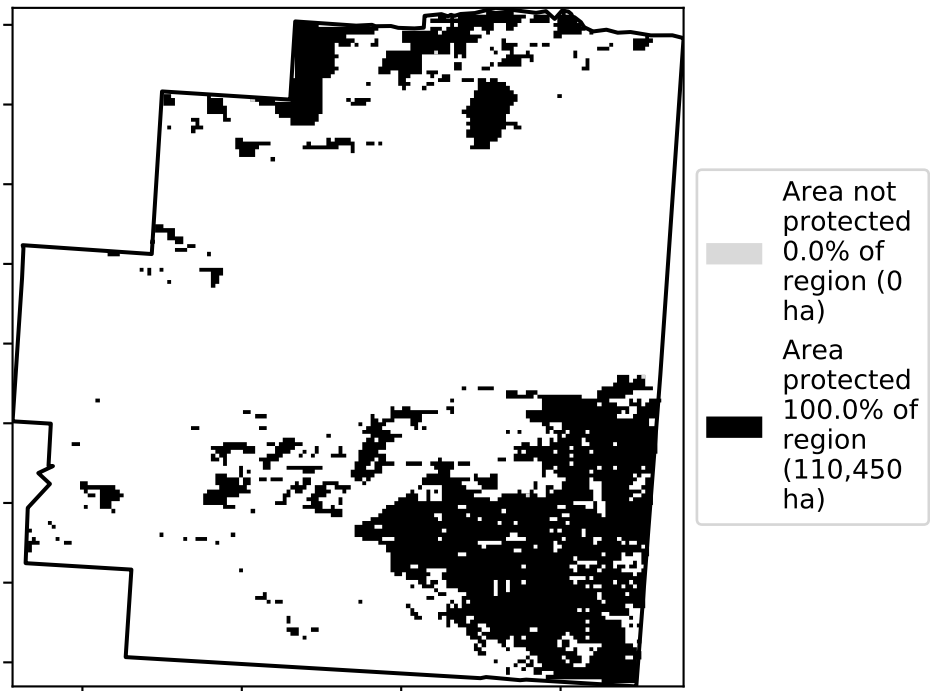 Area not
protected
0.0% of
region (0
ha)
Area
protected
100.0% of
region
(110,450
ha)